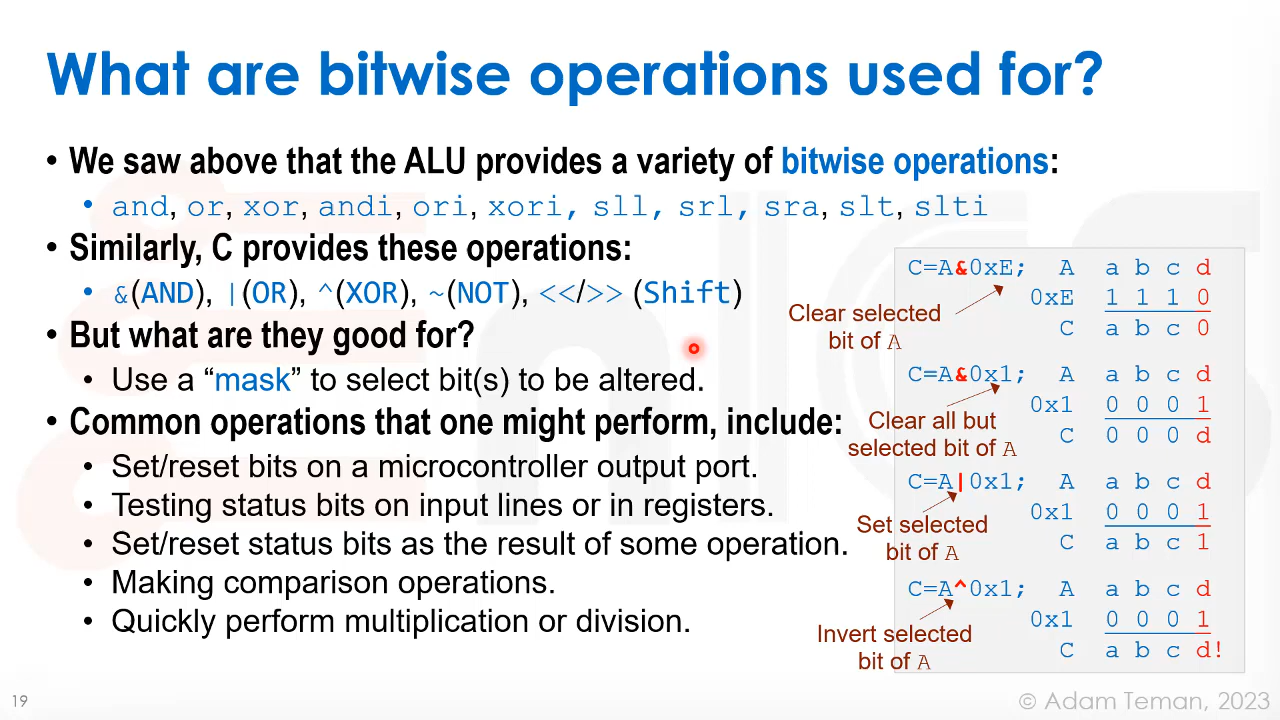 What are bitwise operations used for?
• We saw above that the ALU provides a variety of bitwise operations:
• and, or, xor, andi, ori, xori, sll, srl, sra, slt, slti
• Similarly, C provides these operations:
• &(AND), |(OR), ^(XOR), ~(NOT), <</>> (Shift)
• But what are they good for?
• Use a “mask” to select bit(s) to be altered.
• Common operations that one might perform, include:
• Set/reset bits on a microcontroller output port.
• Testing status bits on input lines or in registers.
• Set/reset status bits as the result of some operation.
• Making comparison operations.
• Quickly perform multiplication or division.
C=A&0xE; A a b c d
0xE 1 1 1 0
C a b c 0
Clear selected
bit of A
C=A&0x1; A a b c d
0x1 0 0 0 1
C 0 0 0 d
Clear all but
selected bit of A
C=A|0x1; A a b c d
0x1 0 0 0 1
C a b c 1
Set selected
bit of A
C=A^0x1; A a b c d
0x1 0 0 0 1
C a b c d!
Invert selected
bit of A
19
© Adam Teman, 2023